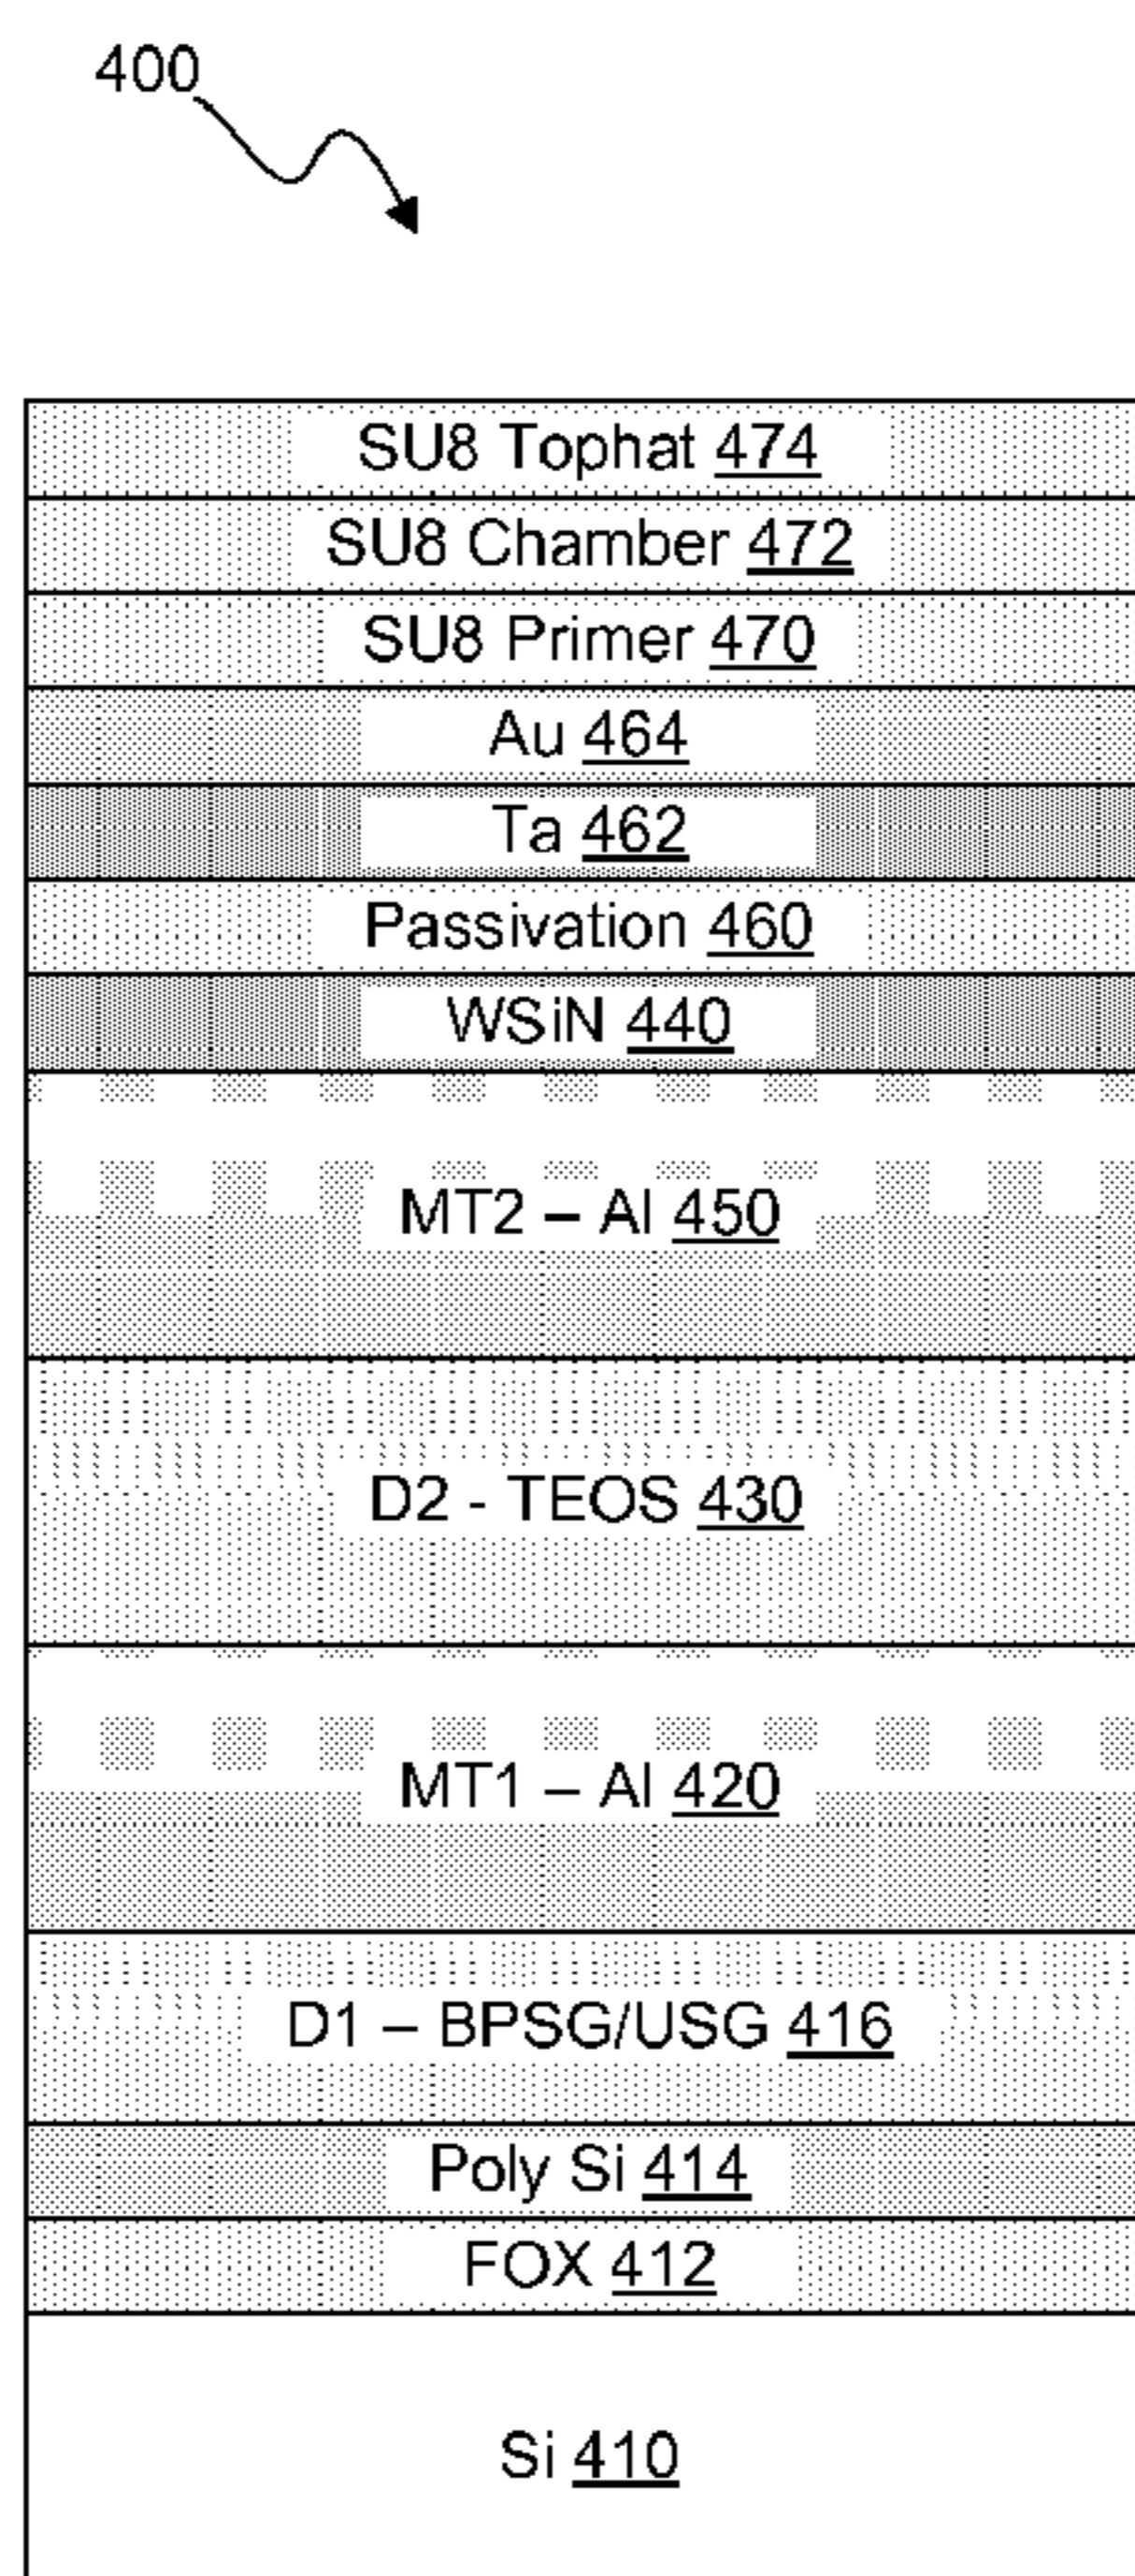 400
SU8 Tophat 474
SU8 Chamber 472
SU8 Primer 470
Au 464
Ta 462
Passivation 460
WSiN 440
MT2 – Al 450
D2 - TEOS 430
MT1 – Al 420
D1 – BPSG/USG 416
Poly Si 414
FOX 412
Si 410